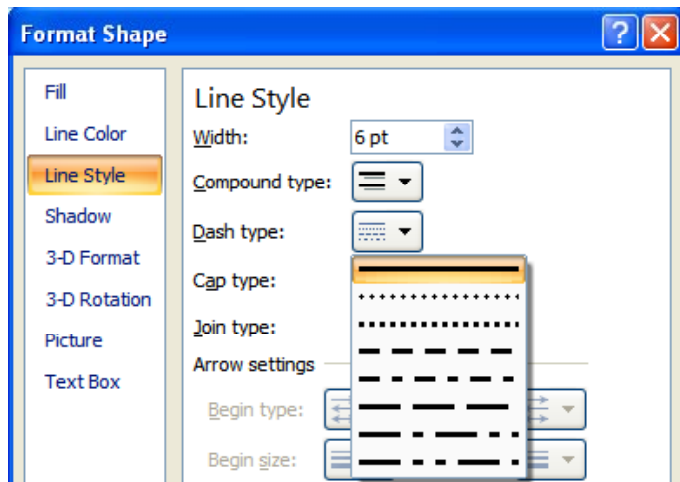 Format Shape
Fill
Line Color
Line Style
Shadow
3-D Format
3-D Rotation
Picture
Text Box
Line Style
Width: 6 pt
Compound type:
Dash type:
Cap type:
Join type:
Arrow settings
Begin type:
Begin size: